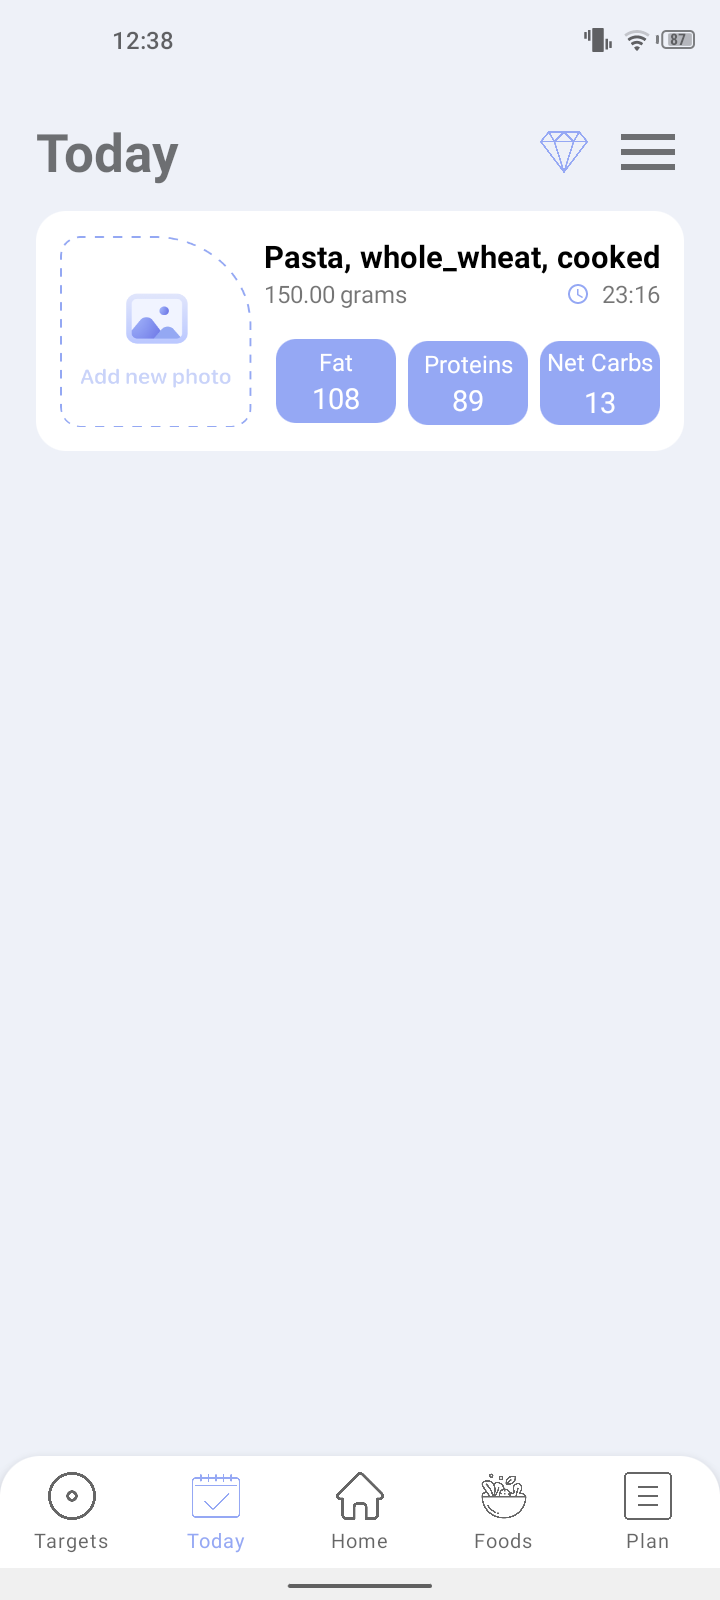 12:38
87
Today
Pasta, whole_wheat, cooked
150.00 grams
23:16
Add new photo
Fat
108
Proteins
89
Net Carbs
13
Targets
Today
Home
Foods
Plan